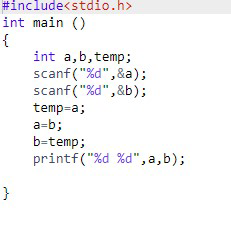 #include<stdio.h>
int main ()
{
    int a,b,temp;
    scanf("%d",&a);
    scanf("%d",&b);
    temp=a;
    a=b;
    b=temp;
    printf("%d %d",a,b);
}